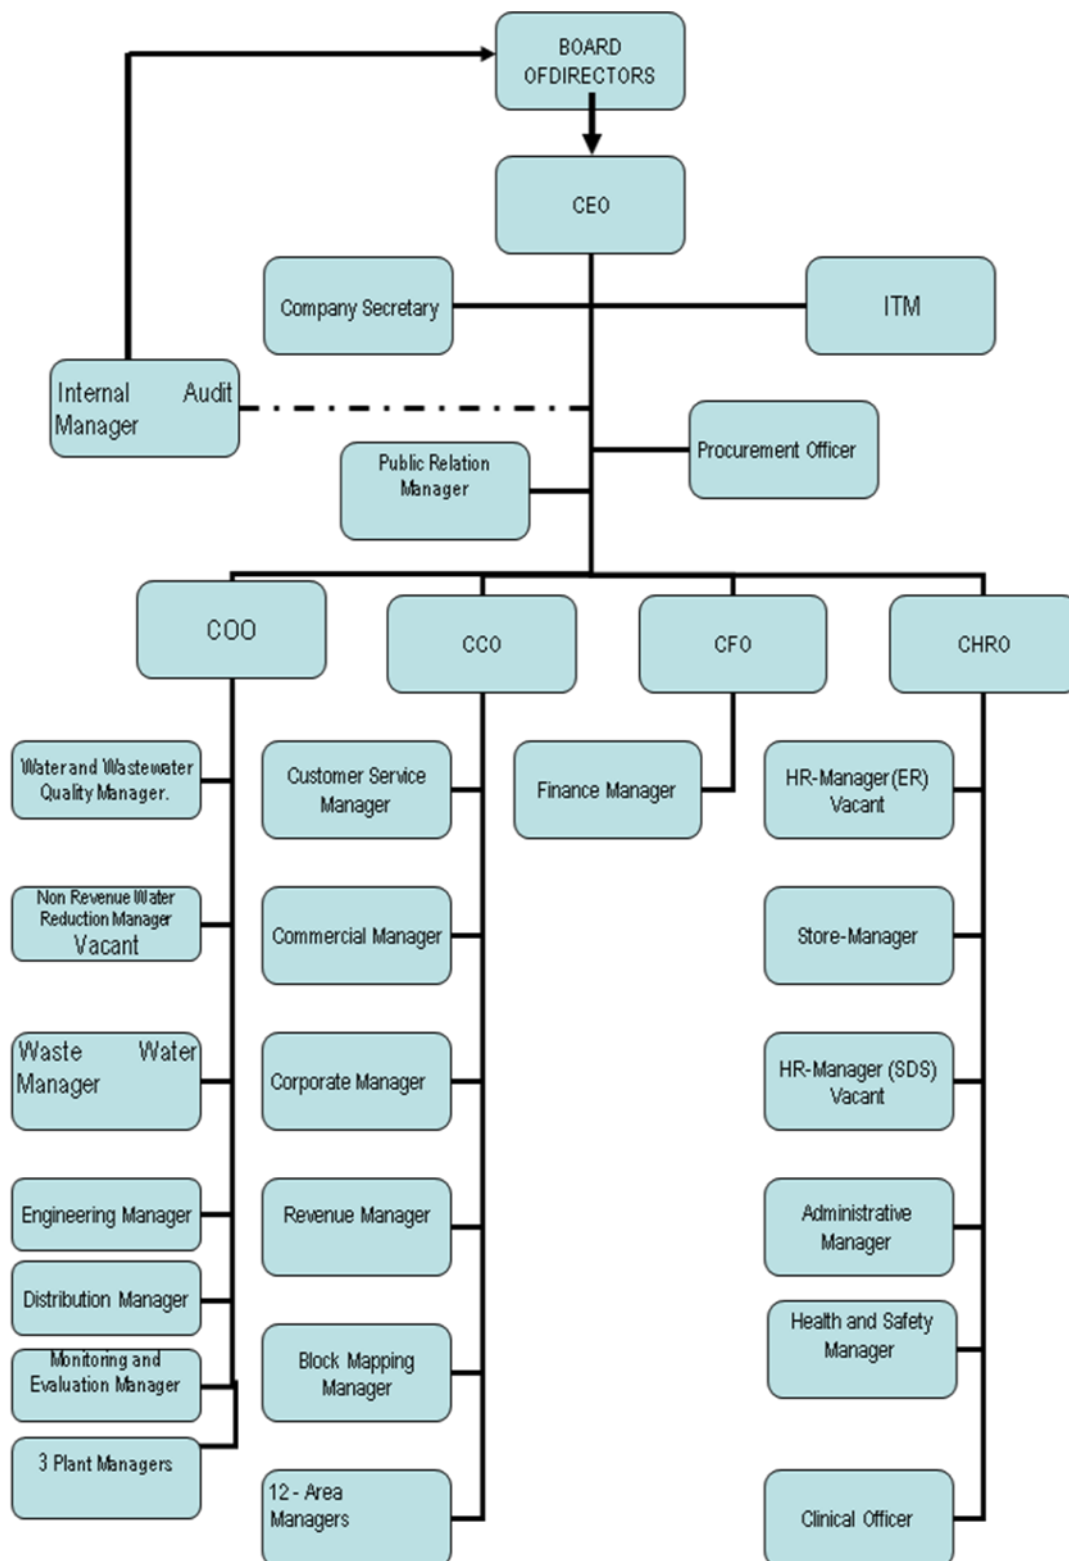 BOARD
OFDIRECTORS
CEO
Company Secretary
ITM
Internal Audit
Manager
Procurement Officer
Public Relation
Manager
COO
CCO
CFO
CHRO
Water and Wastewater
Quality Manager.
Customer Service
Manager
Finance Manager
HR-Manager(ER)
Vacant
Non Revenue Water
Reduction Manager
Vacant
Commercial Manager
Store-Manager
Waste Water
Manager
Corporate Manager
HR-Manager (SDS)
Vacant
Engineering Manager
Revenue Manager
Administrative
Manager
Distribution Manager
Health and Safety
Manager
Monitoring and
Evaluation Manager
Block Mapping
Manager
3 Plant Managers
12 - Area
Managers
Clinical Officer